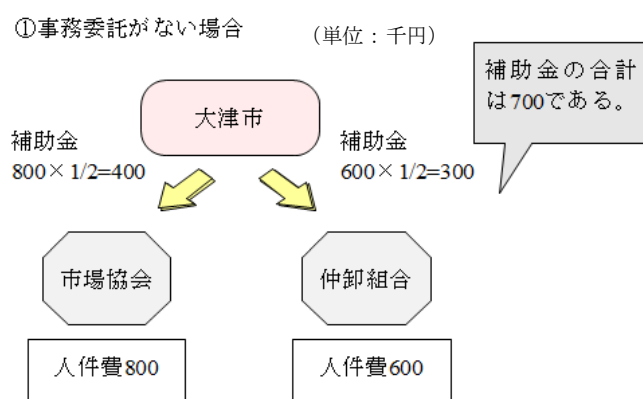 ①事務委託がない場合
（単位：千円）
補助金の合計
は700である。
大津市
補助金
800×1/2=400
補助金
600×1/2=300
市場協会
仲卸組合
人件費800
人件費600